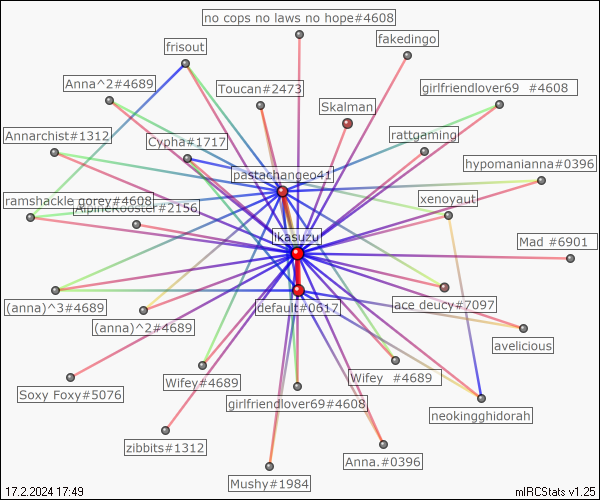 no cops no laws no hope#4608
fakedingo
frisout
Anna^2#4689
Toucan#2473
girlfriendlover69 #4608
Skalman
Annarchist#1312
Cypha#1717
rattgaming
hypomanianna#0396
pastachange041
ramshackle gorey#4608
AlpineRooster#2156
xenoyaut
ikasuzu
Mad #6901
(anna)^3#4689
default#0617
ace deucy#7097
(anna)^2#4689
avelicious
Wifey#4689
Wifey #4689
Soxy Foxy#5076
girlfriendlover69#4608
neokingghidorah
zibbits#1312
Anna.#0396
Mushy#1984
17.2.2024 17:49
mIRCStats v1.25